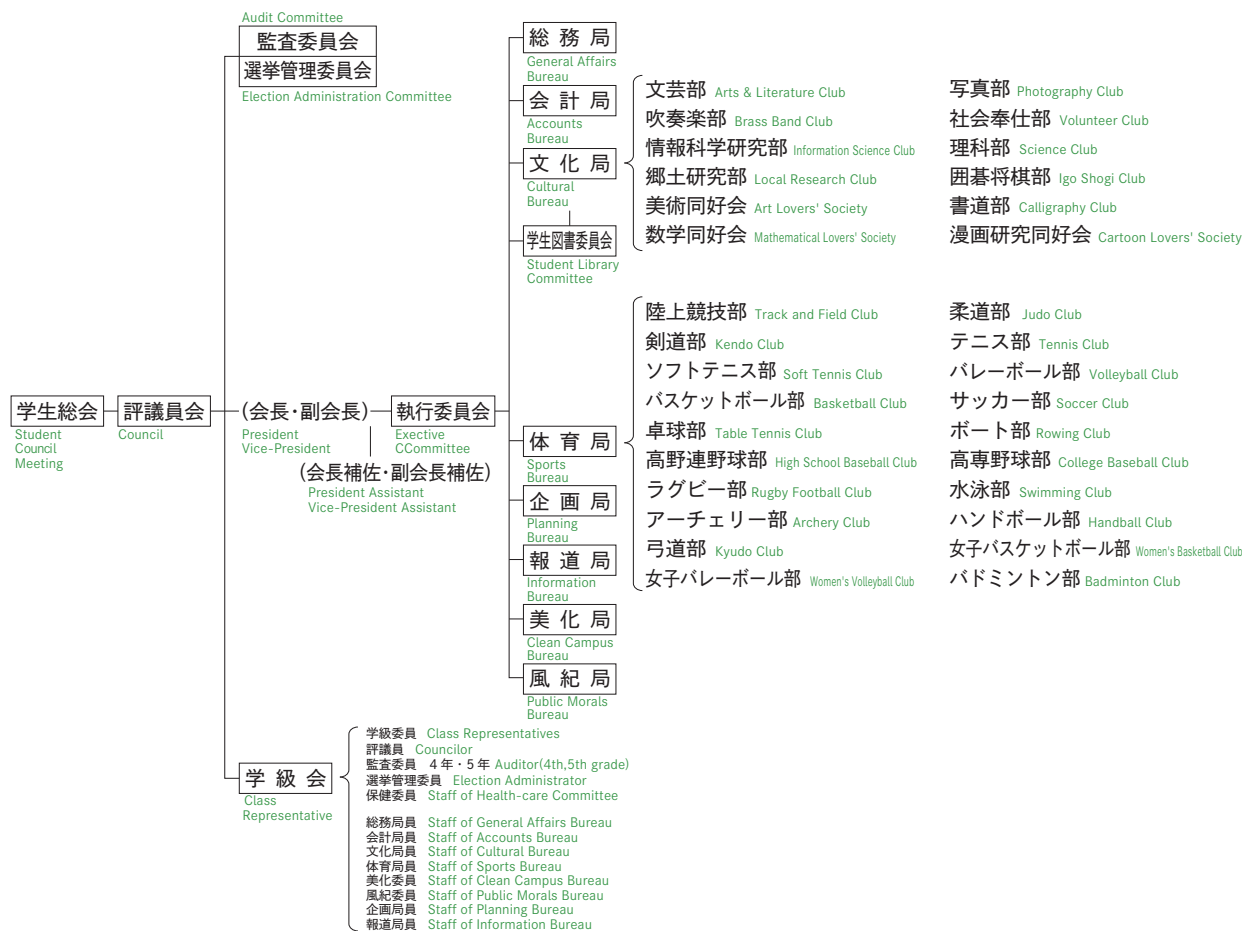 Audit Committee
監査委員会
選挙管理委員会
Election Administration Committee
学生総会
Student
Council
Meeting
評議員会
Council
(会長・副会長)
President
Vice-President
(会長補佐・副会長補佐)
President Assistant
Vice-President Assistant
執行委員会
Exective
CCommittee
総務局
General Affairs
Bureau
会計局
Accounts
Bureau
文化局
Cultural
Bureau
学生図書委員会
Student Library
Committee
文芸部 Arts & Literature Club
写真部 Photography Club
吹奏楽部 Brass Band Club
社会奉仕部 Volunteer Club
情報科学研究部 Information Science Club
理科部 Science Club
郷土研究部 Local Research Club
囲碁将棋部 Igo Shogi Club
美術同好会 Art Lovers' Society
書道部 Calligraphy Club
数学同好会 Mathematical Lovers' Society
漫画研究同好会 Cartoon Lovers' Society
体育局
Sports
Bureau
陸上競技部 Track and Field Club
柔道部 Judo Club
剣道部 Kendo Club
テニス部 Tennis Club
ソフトテニス部 Soft Tennis Club
バレーボール部 Volleyball Club
バスケットボール部 Basketball Club
サッカー部 Soccer Club
卓球部 Table Tennis Club
ボート部 Rowing Club
高野連野球部 High School Baseball Club
高専野球部 College Baseball Club
ラグビー部 Rugby Football Club
水泳部 Swimming Club
アーチェリー部 Archery Club
ハンドボール部 Handball Club
弓道部 Kyudo Club
女子バスケットボール部 Women's Basketball Club
女子バレーボール部 Women's Volleyball Club
バドミントン部 Badminton Club
企画局
Planning
Bureau
報道局
Information
Bureau
美化局
Clean Campus
Bureau
風紀局
Public Morals
Bureau
学級会
Class
Representative
学級委員 Class Representatives
評議員 Councilor
監査委員 4年・5年 Auditor(4th,5th grade)
選挙管理委員 Election Administrator
保健委員 Staff of Health-care Committee
総務局員 Staff of General Affairs Bureau
会計局員 Staff of Accounts Bureau
文化局員 Staff of Cultural Bureau
体育局員 Staff of Sports Bureau
美化委員 Staff of Clean Campus Bureau
風紀委員 Staff of Public Morals Bureau
企画局員 Staff of Planning Bureau
報道局員 Staff of Information Bureau